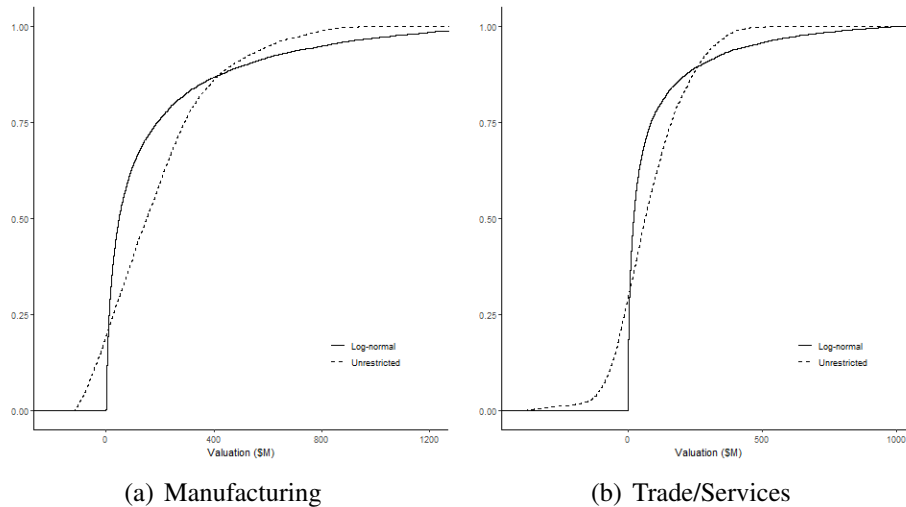 1.00
0.75
0.50
0.25
0.00
Log-normal
Unrestricted
0
400
800
1200
Valuation ($M)
(a) Manufacturing
1.00
0.75
0.50
0.25
0.00
Log-normal
Unrestricted
0
500
1000
Valuation ($M)
(b) Trade/Services